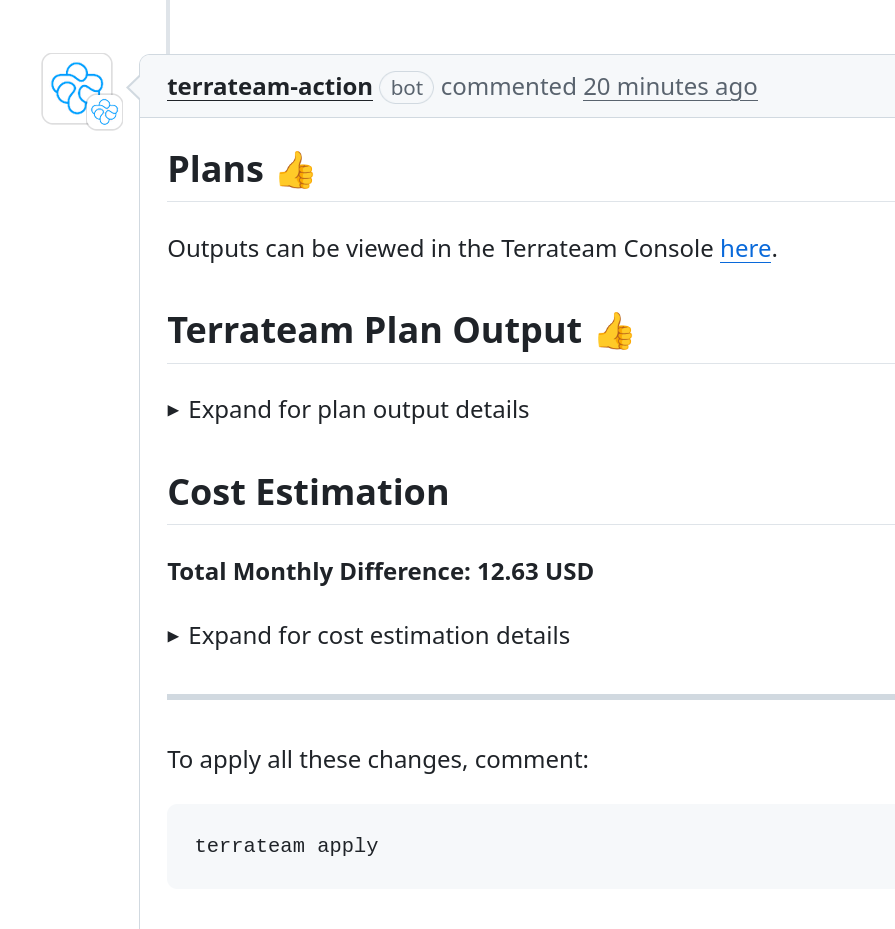 terrateam-action bot commented 20 minutes ago
Plans 👍
Outputs can be viewed in the Terrateam Console here.
Terrateam Plan Output 👍
▶ Expand for plan output details
Cost Estimation
Total Monthly Difference: 12.63 USD
▶ Expand for cost estimation details
To apply all these changes, comment:
terrateam apply